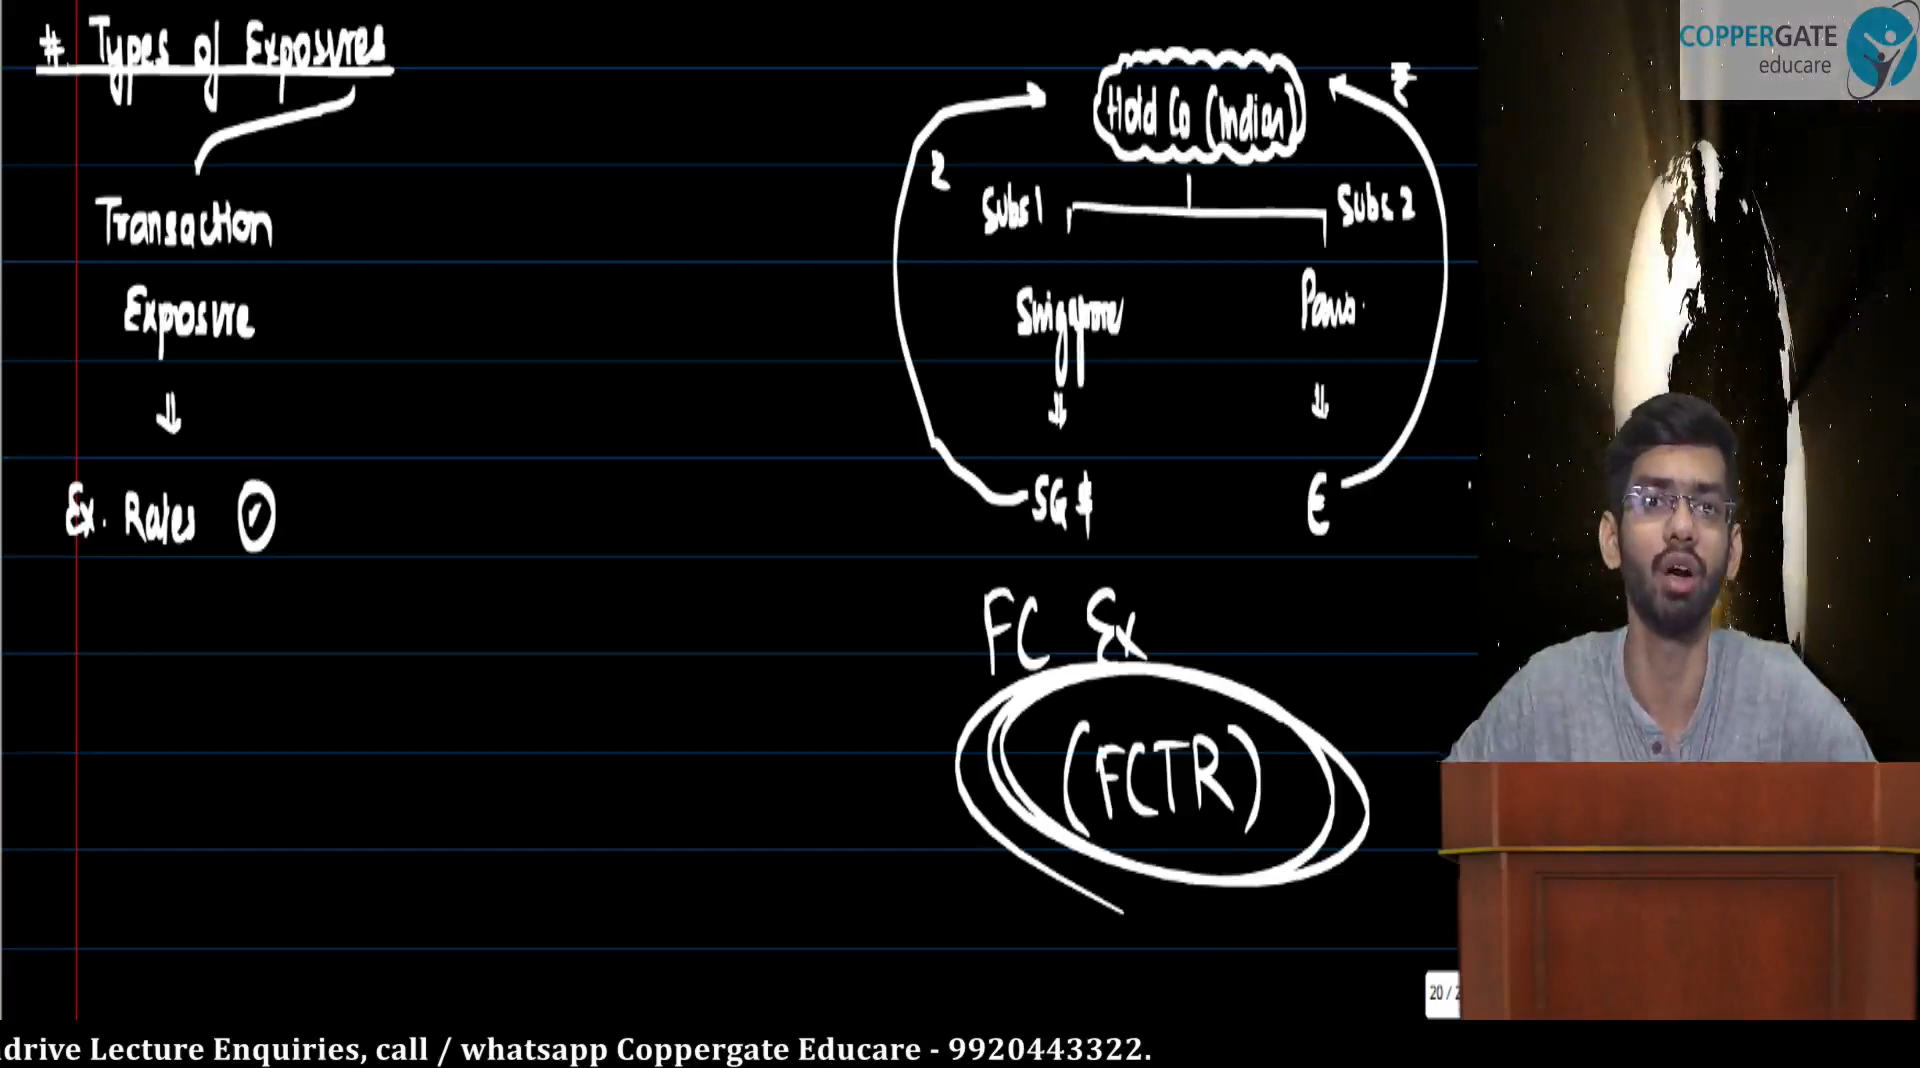 # Types of Exposures
Transaction
Exposure
Ex. Rates
Hold Co (Indian)
₹
₹
Subs 1
Subs 2
Singapore
Paris
SG $
€
FC Ex
(FCTR)
COPPERGATE
educare
20 / 2
drive Lecture Enquiries, call / whatsapp Coppergate Educare - 9920443322.